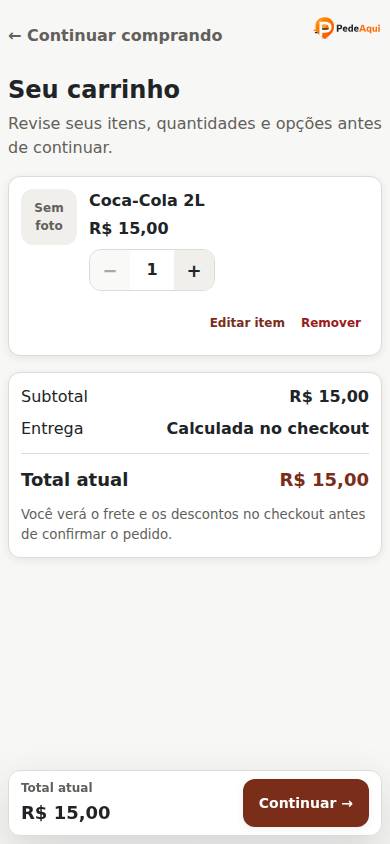 ← Continuar comprando
PedeAqui
Seu carrinho
Revise seus itens, quantidades e opções antes
de continuar.
Sem
foto
Coca-Cola 2L
R$ 15,00
− 1 +
Editar item Remover
Subtotal R$ 15,00
Entrega Calculada no checkout
Total atual R$ 15,00
Você verá o frete e os descontos no checkout antes
de confirmar o pedido.
Total atual
R$ 15,00
Continuar →